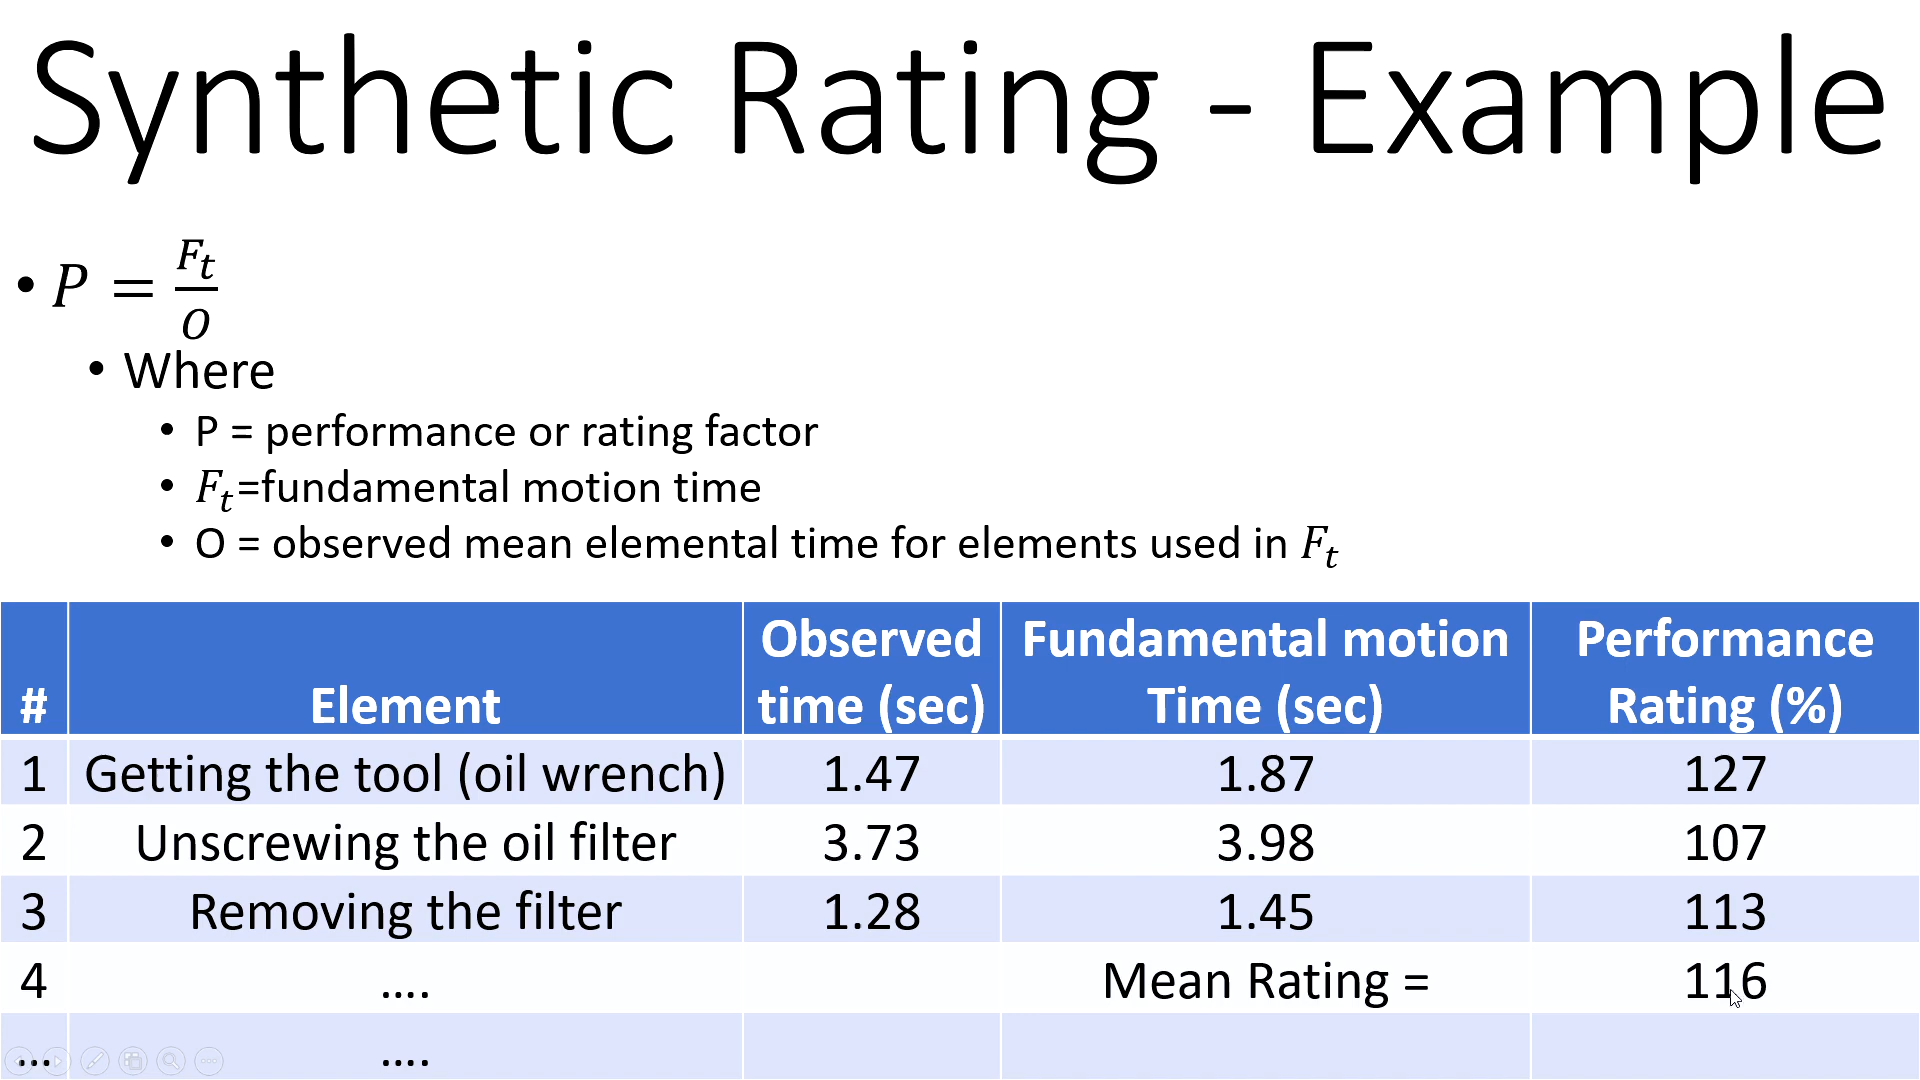 Synthetic Rating - Example
• P = F_t / O
• Where
• P = performance or rating factor
• F_t=fundamental motion time
• O = observed mean elemental time for elements used in F_t
# Element Observed time (sec) Fundamental motion Time (sec) Performance Rating (%)
1 Getting the tool (oil wrench) 1.47 1.87 127
2 Unscrewing the oil filter 3.73 3.98 107
3 Removing the filter 1.28 1.45 113
4 .... Mean Rating = 116
... ....